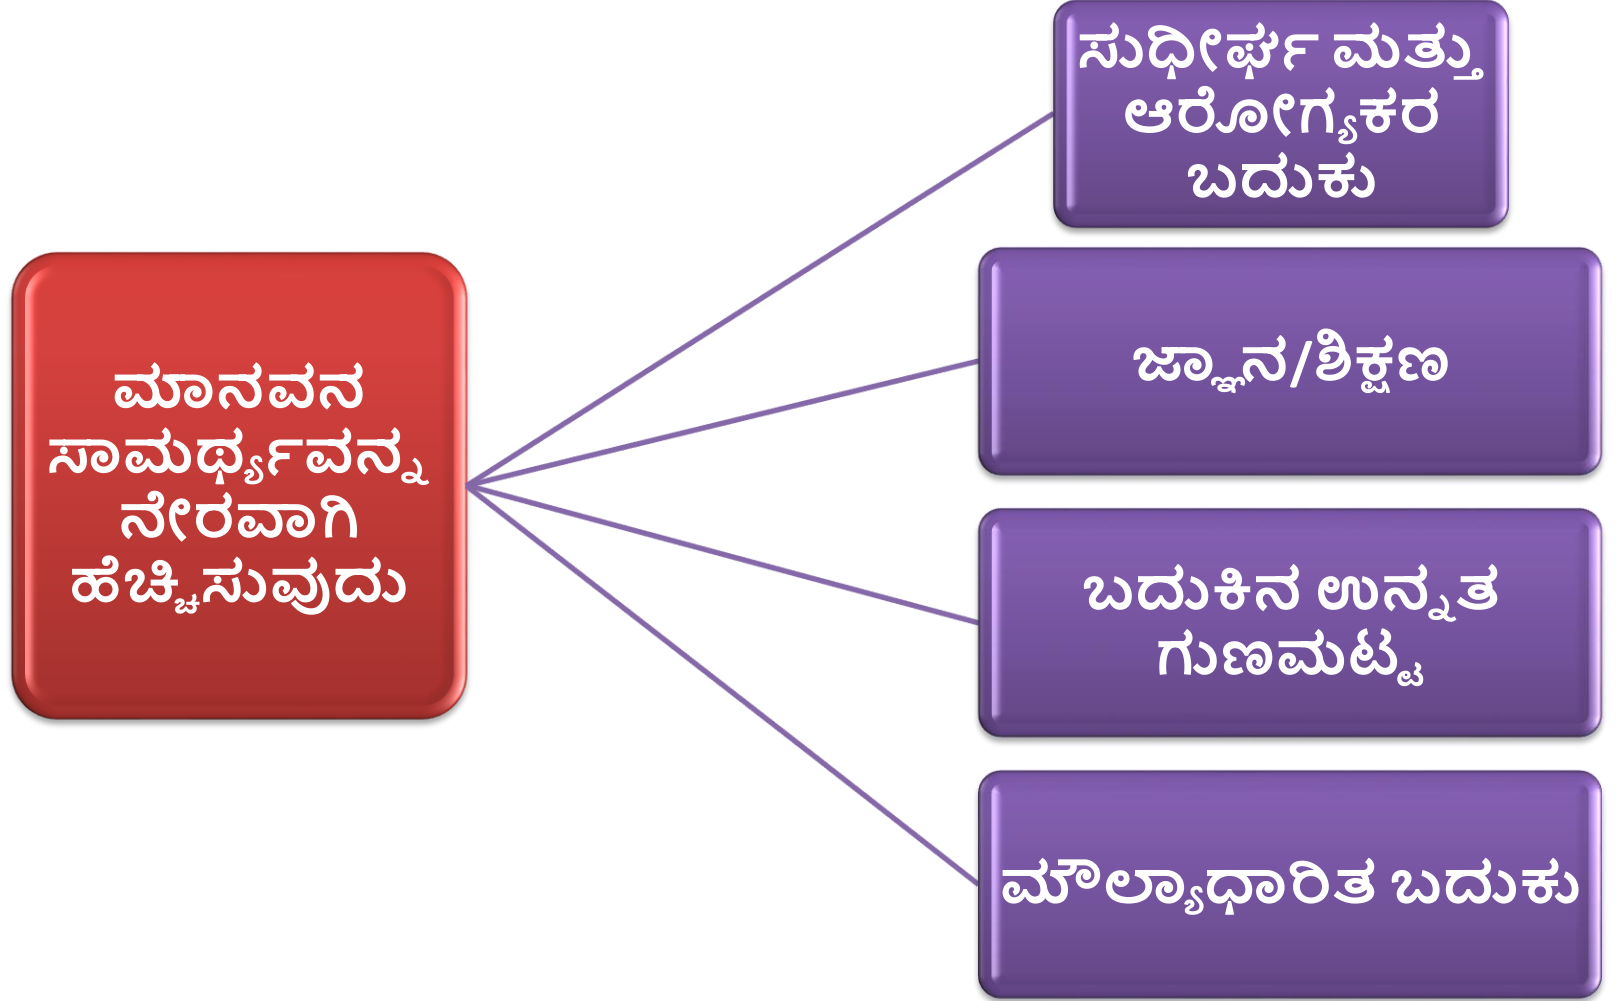 ಮಾನವನ
ಸಾಮರ್ಥ್ಯವನ್ನ
ನೇರವಾಗಿ
ಹೆಚ್ಚಿಸುವುದು
ಸುಧೀರ್ಘ ಮತ್ತು
ಆರೋಗ್ಯಕರ
ಬದುಕು
ಜ್ಞಾನ/ಶಿಕ್ಷಣ
ಬದುಕಿನ ಉನ್ನತ
ಗುಣಮಟ್ಟ
ಮೌಲ್ಯಾಧಾರಿತ ಬದುಕು